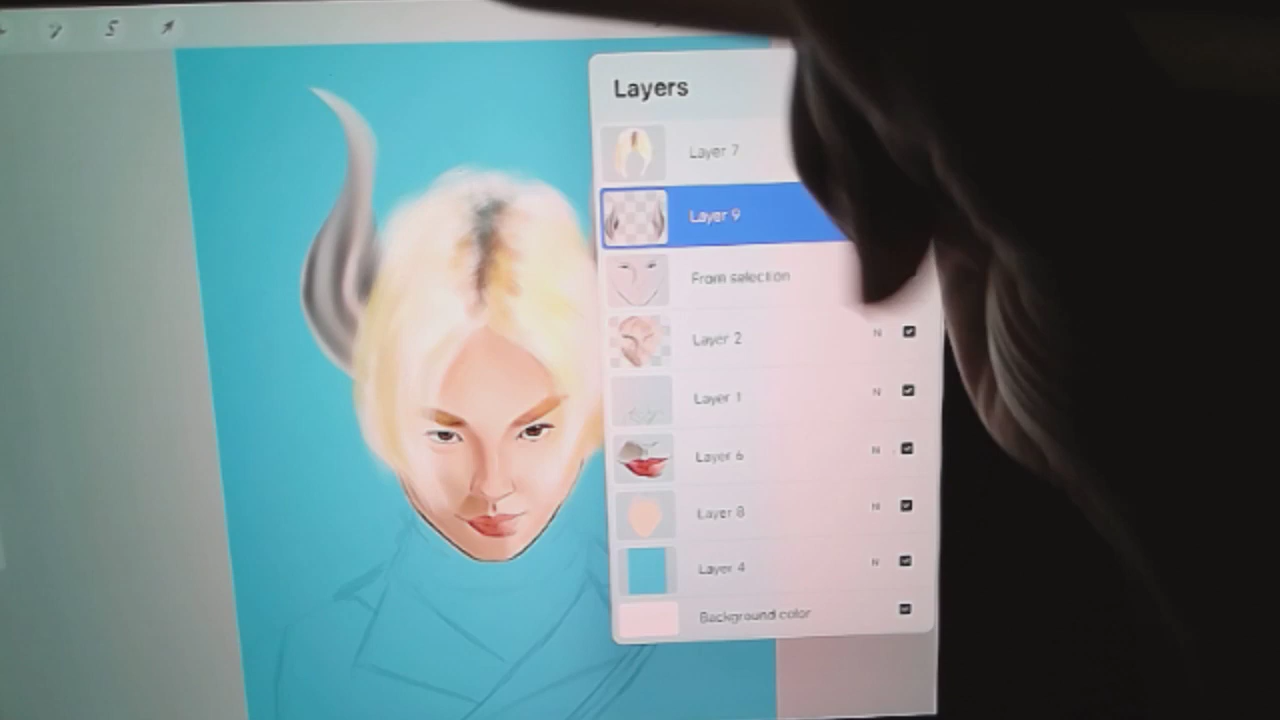 Layers
Layer 7
Layer 9
From selection
Layer 2 N
Layer 1 N
Layer 6 N
Layer 8 N
Layer 4 N
Background color